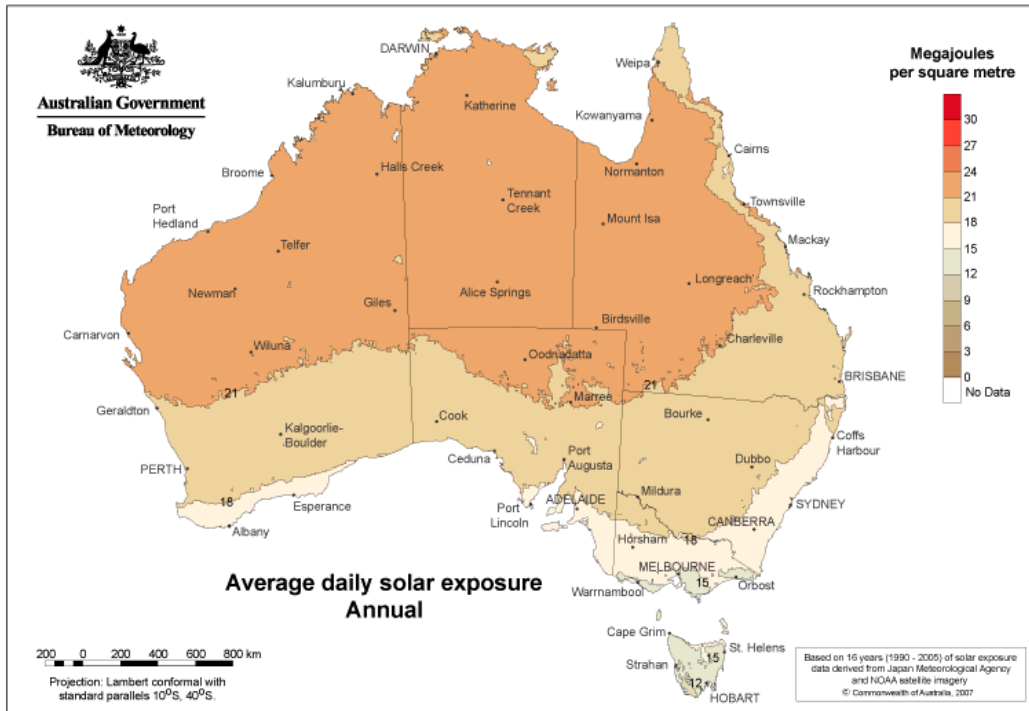 Australian Government
Bureau of Meteorology
Megajoules
per square metre
30
27
24
21
18
15
12
9
6
3
0
No Data
DARWIN
Weipa
Kalumburu
Katherine
Kowanyama
Cairns
Broome
Halls Creek
Normanton
Port
Hedland
Tennant
Creek
Mount Isa
Townsville
Telfer
Mackay
Newman
Giles
Alice Springs
Longreach
Rockhampton
Carnarvon
Wiluna
Birdsville
Oodnadatta
Charleville
21
21
Geraldton
Marree
BRISBANE
Cook
Bourke
Kalgoorlie-
Boulder
Coffs
Harbour
PERTH
Ceduna
Port
Augusta
Dubbo
18
Esperance
Port
Lincoln
ADELAIDE
Mildura
SYDNEY
Albany
CANBERRA
18
Horsham
MELBOURNE
15
Orbost
Warrnambool
Average daily solar exposure
Annual
Cape Grim
St. Helens
15
Strahan
12
HOBART
200 0 200 400 600 800 km
Projection: Lambert conformal with
standard parallels 10°S, 40°S.
Based on 16 years (1990 - 2005) of solar exposure
data derived from Japan Meteorological Agency
and NOAA satellite imagery
© Commonwealth of Australia, 2007